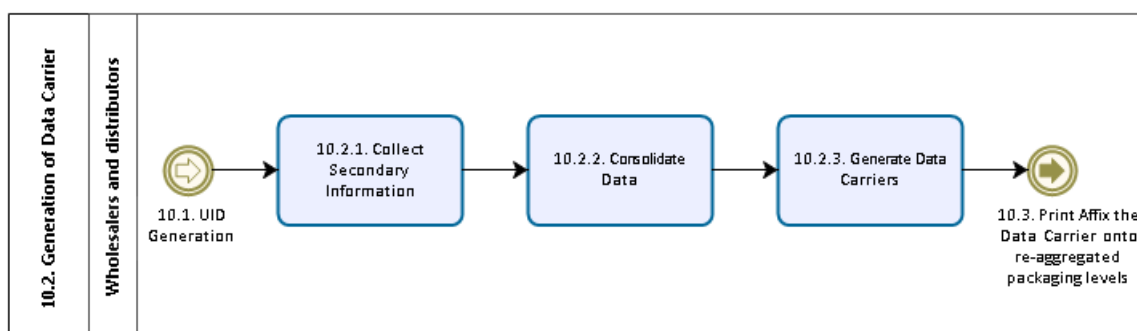 10.2. Generation of Data Carrier
Wholesalers and distributors
10.1. UID
Generation
10.2.1. Collect
Secondary
Information
10.2.2. Consolidate
Data
10.2.3. Generate Data
Carriers
10.3. Print Affix the
Data Carrier onto
re-aggregated
packaging levels